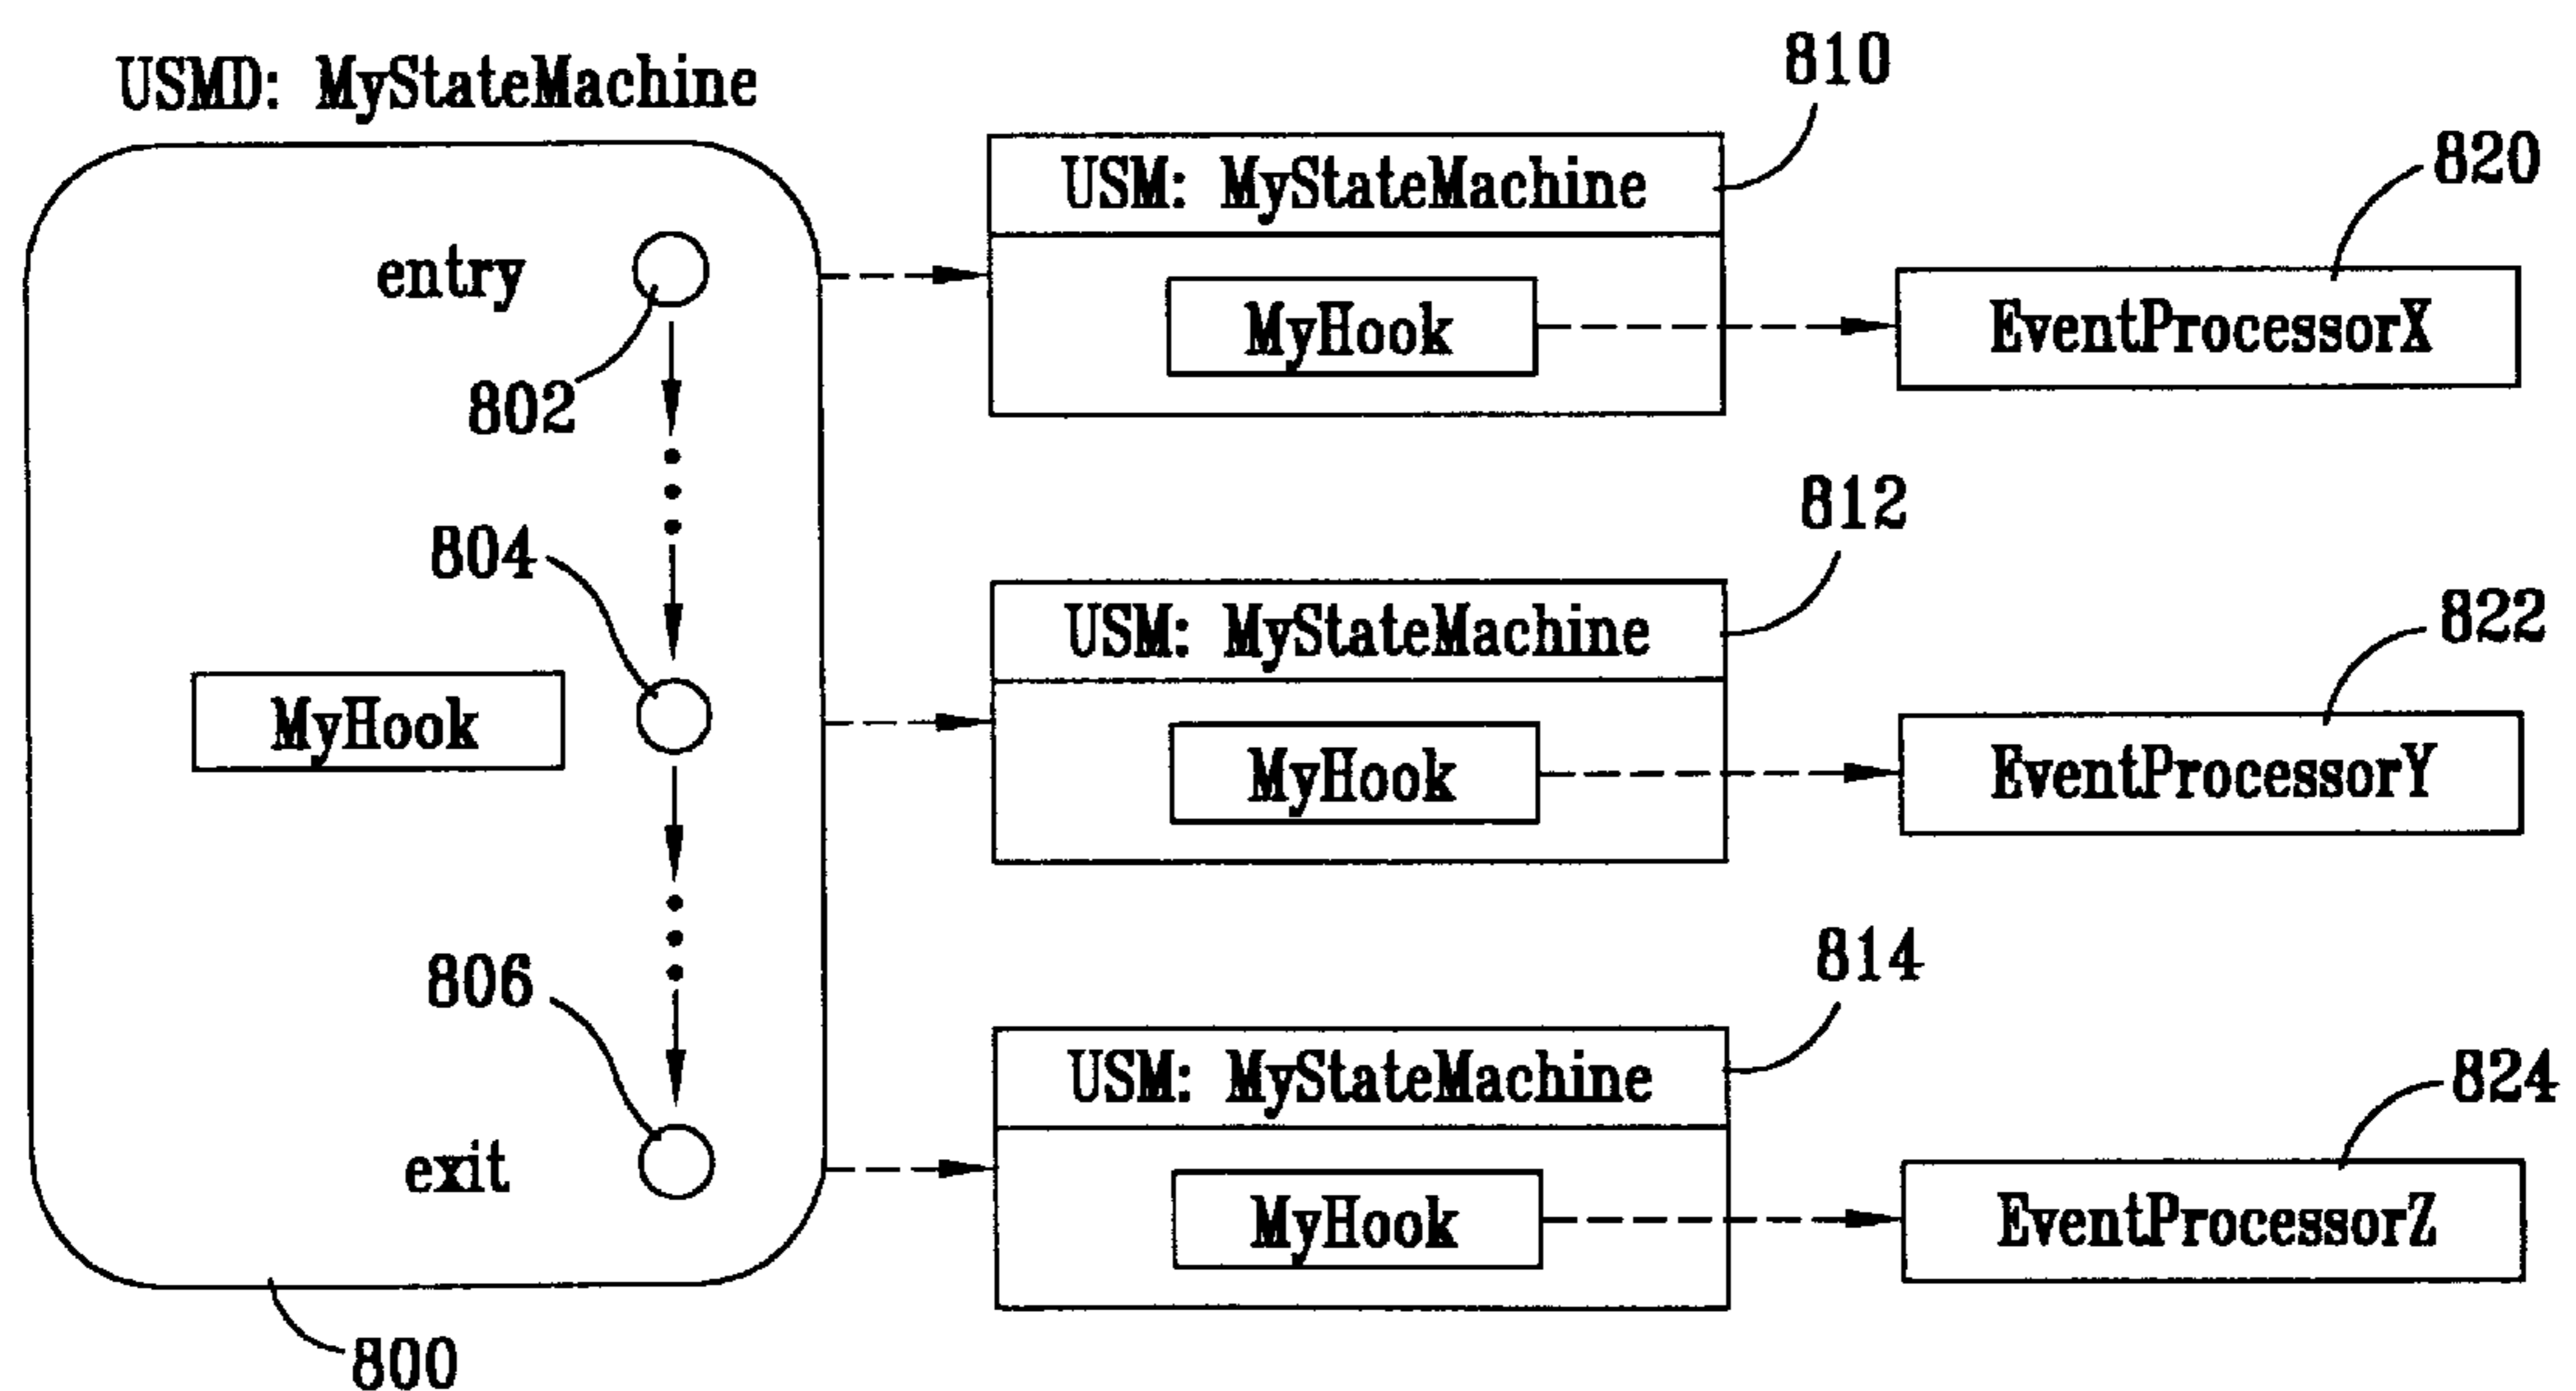 USMD: MyStateMachine
810
USM: MyStateMachine
820
entry
MyHook
EventProcessorX
802
812
804
USM: MyStateMachine
822
MyHook
MyHook
EventProcessorY
814
806
USM: MyStateMachine
824
exit
MyHook
EventProcessorZ
800